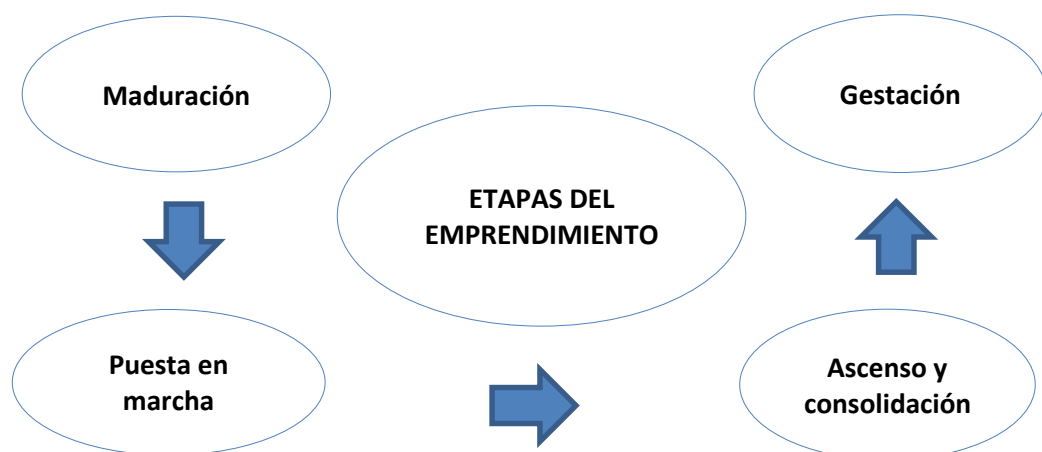 Maduración
Gestación
ETAPAS DEL
EMPRENDIMIENTO
Puesta en
marcha
Ascenso y
consolidación